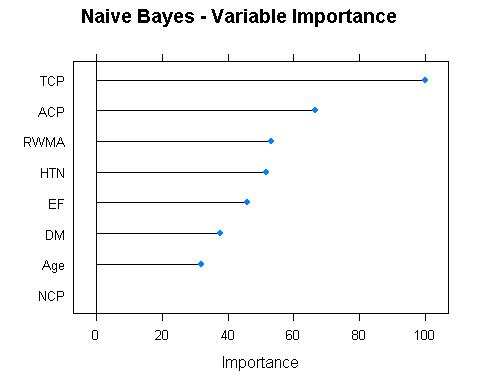 Naive Bayes - Variable Importance
TCP
ACP
RWMA
HTN
EF
DM
Age
NCP
0 20 40 60 80 100
Importance